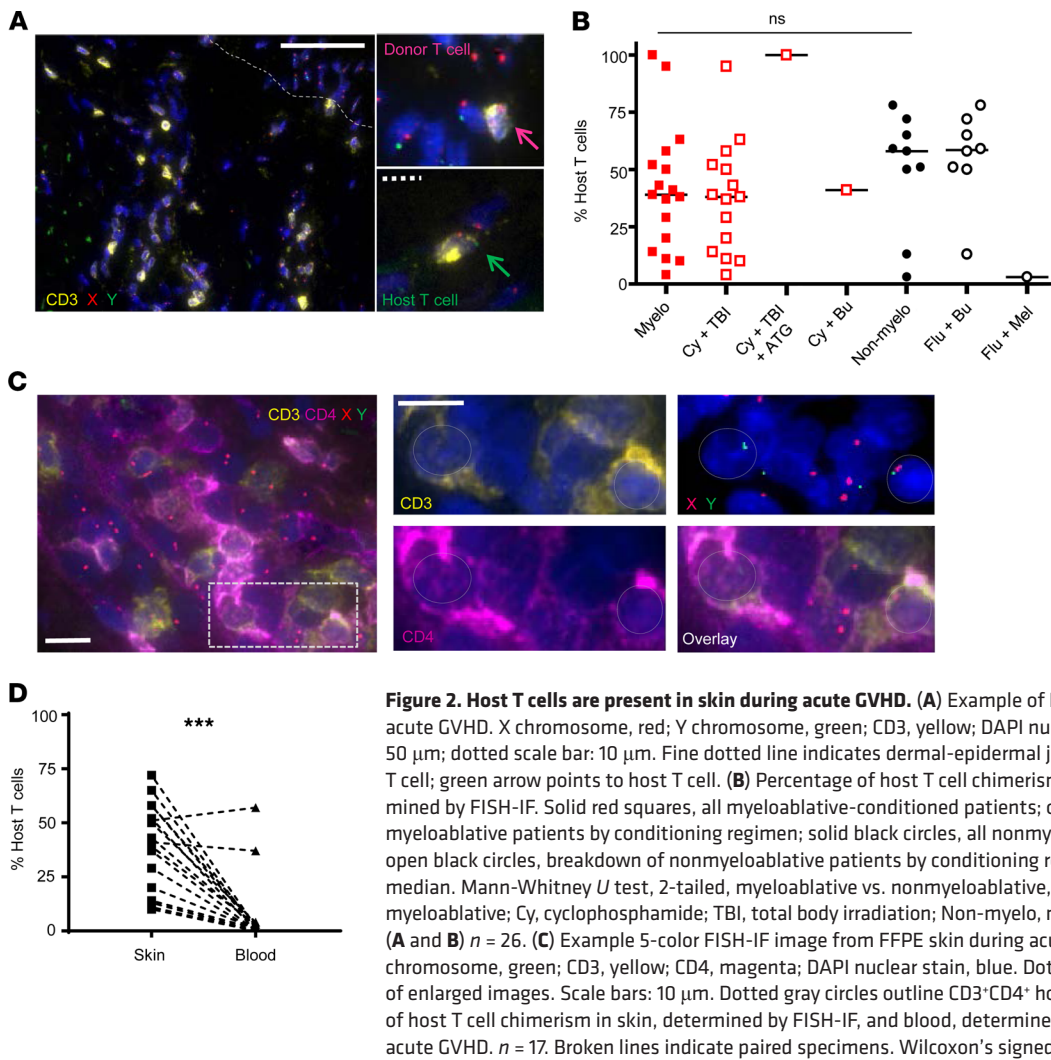 A
Donor T cell
CD3 X Y
Host T cell
B
ns
% Host T cells
100
75
50
25
0
Myelo
Cy + TBI
Cy + TBI
+ ATG
Cy + Bu
Non-myelo
Flu + Bu
Flu + Mel
C
CD3 CD4 X Y
CD3
X Y
CD4
Overlay
D
% Host T cells
100
75
50
25
0
***
Skin
Blood
Figure 2. Host T cells are present in skin during acute GVHD. (A) Example of
acute GVHD. X chromosome, red; Y chromosome, green; CD3, yellow; DAPI nu
50 μm; dotted scale bar: 10 μm. Fine dotted line indicates dermal-epidermal j
T cell; green arrow points to host T cell. (B) Percentage of host T cell chimerism
mined by FISH-IF. Solid red squares, all myeloablative-conditioned patients; o
myeloablative patients by conditioning regimen; solid black circles, all nonmy
open black circles, breakdown of nonmyeloablative patients by conditioning re
median. Mann-Whitney U test, 2-tailed, myeloablative vs. nonmyeloablative,
myeloablative; Cy, cyclophosphamide; TBI, total body irradiation; Non-myelo, n
(A and B) n = 26. (C) Example 5-color FISH-IF image from FFPE skin during acu
chromosome, green; CD3, yellow; CD4, magenta; DAPI nuclear stain, blue. Dot
of enlarged images. Scale bars: 10 μm. Dotted gray circles outline CD3⁺CD4⁺ ho
of host T cell chimerism in skin, determined by FISH-IF, and blood, determine
acute GVHD. n = 17. Broken lines indicate paired specimens. Wilcoxon's signed